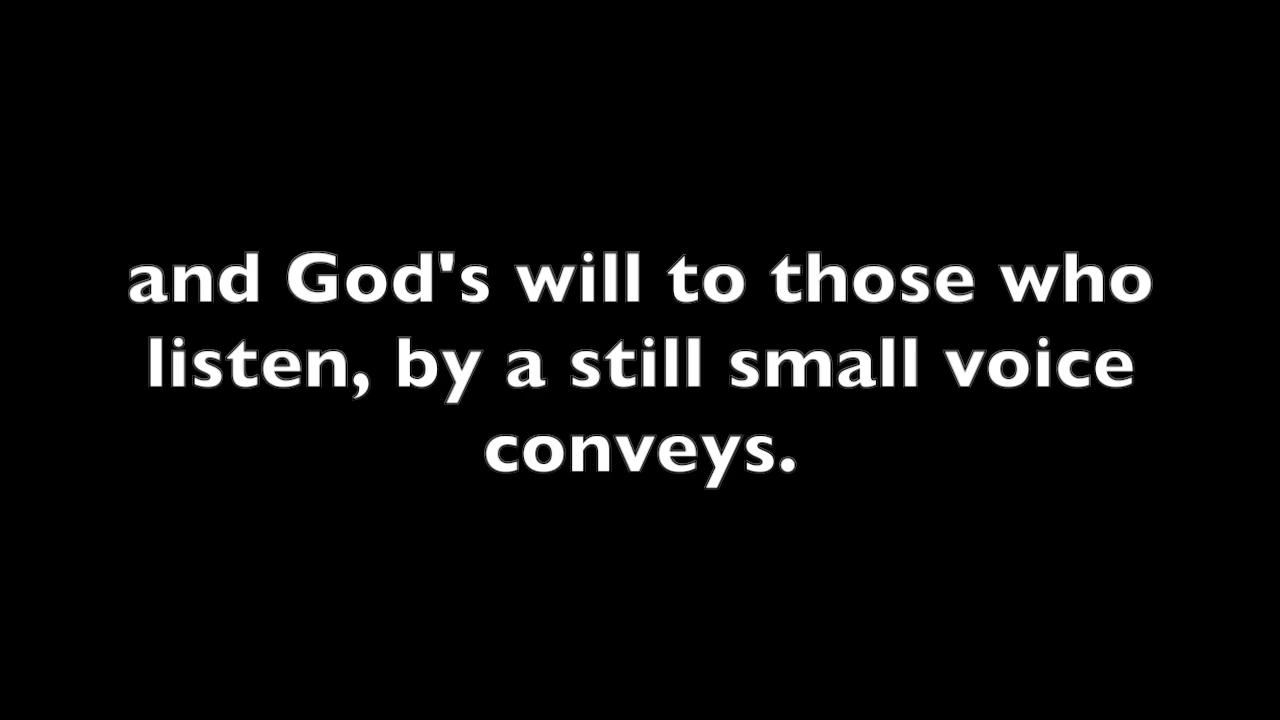 and God's will to those who
listen, by a still small voice
conveys.